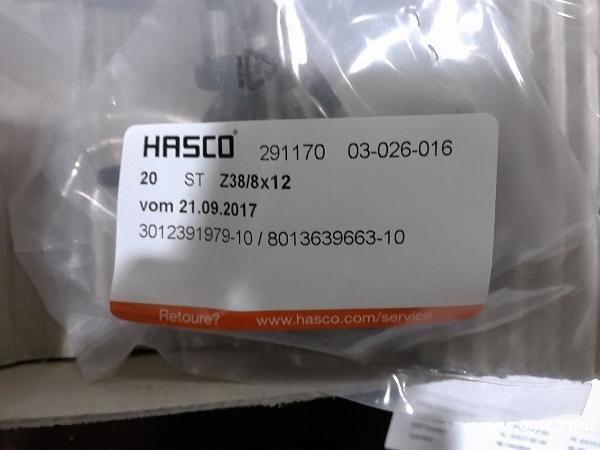 HASCO® 291170 03-026-016
20 ST Z38/8x12
vom 21.09.2017
3012391979-10 / 8013639663-10
Retoure? www.hasco.com/service